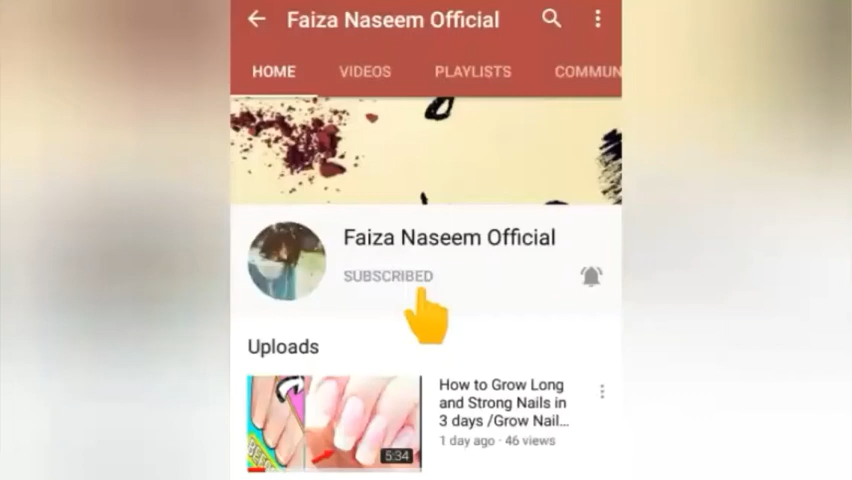 Faiza Naseem Official
HOME VIDEOS PLAYLISTS COMMUN
Faiza Naseem Official
SUBSCRIBED
Uploads
How to Grow Long
and Strong Nails in
3 days /Grow Nail...
1 day ago · 46 views
5:34